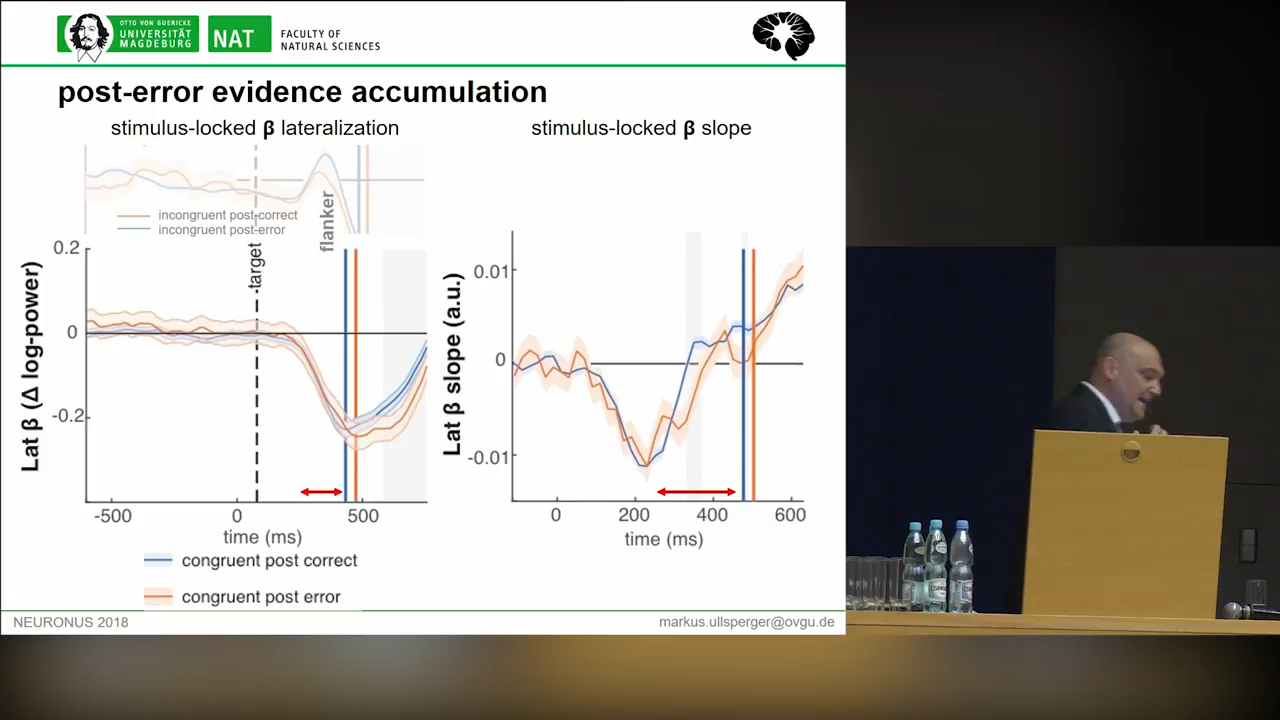 OTTO VON GUERICKE
UNIVERSITÄT
MAGDEBURG
NAT
FACULTY OF
NATURAL SCIENCES
post-error evidence accumulation
stimulus-locked β lateralization
stimulus-locked β slope
incongruent post-correct
incongruent post-error
flanker
target
0.2
0
-0.2
Lat β (Δ log-power)
-500
0
500
time (ms)
congruent post correct
congruent post error
0.01
0
-0.01
Lat β slope (a.u.)
0
200
400
600
time (ms)
NEURONUS 2018
markus.ullsperger@ovgu.de